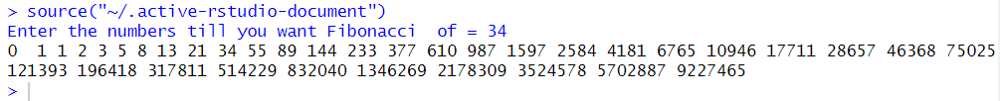 > source("~/.active-rstudio-document")
Enter the numbers till you want Fibonacci  of = 34
0  1 1 2 3 5 8 13 21 34 55 89 144 233 377 610 987 1597 2584 4181 6765 10946 17711 28657 46368 75025
121393 196418 317811 514229 832040 1346269 2178309 3524578 5702887 9227465
>